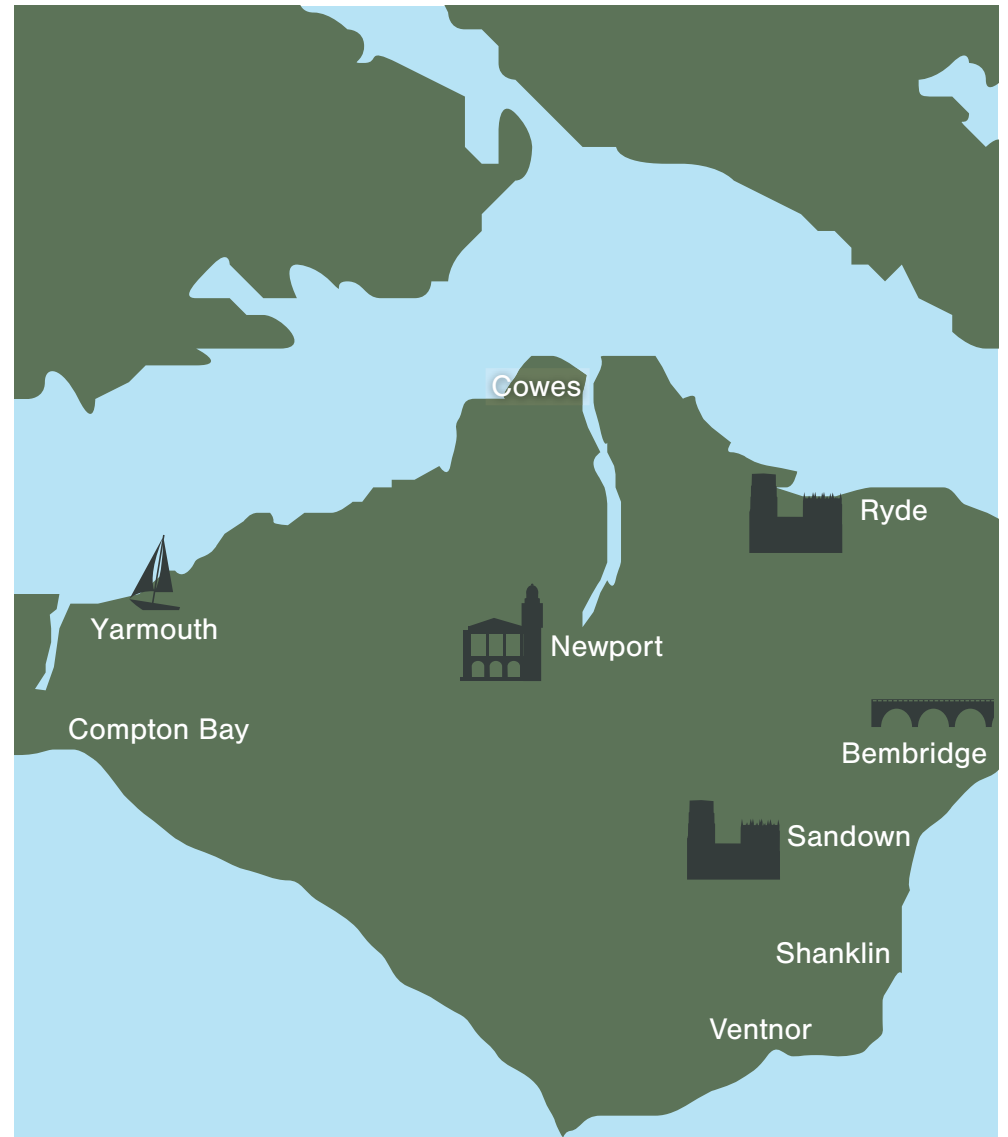 Cowes
Ryde
Yarmouth
Newport
Compton Bay
Bembridge
Sandown
Shanklin
Ventnor